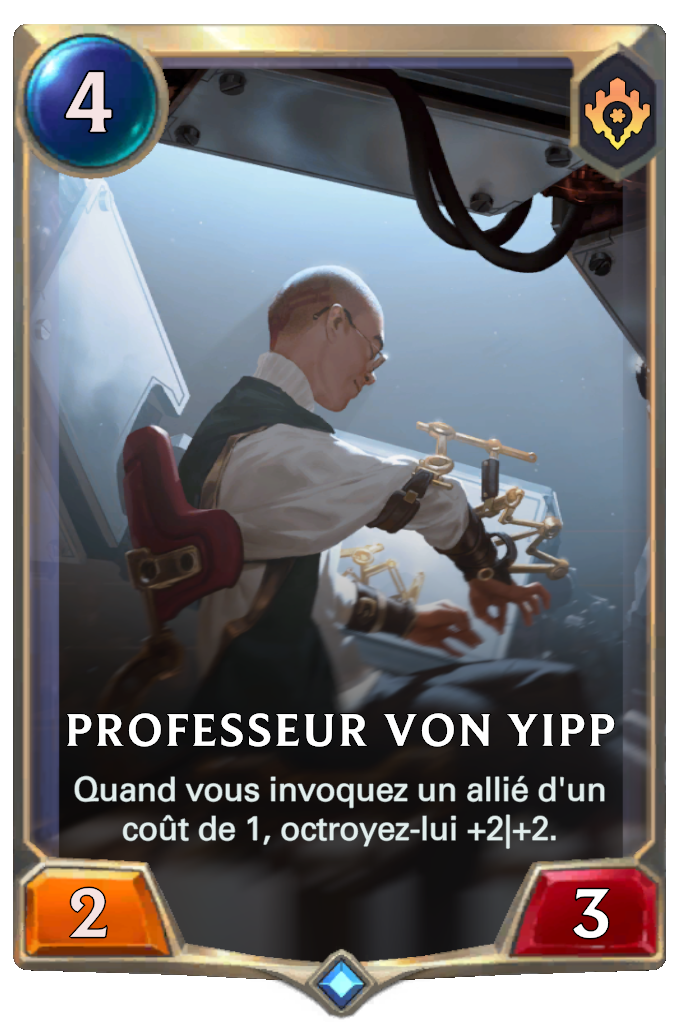 4
PROFESSEUR VON YIPP
Quand vous invoquez un allié d'un
coût de 1, octroyez-lui +2|+2.
2 3